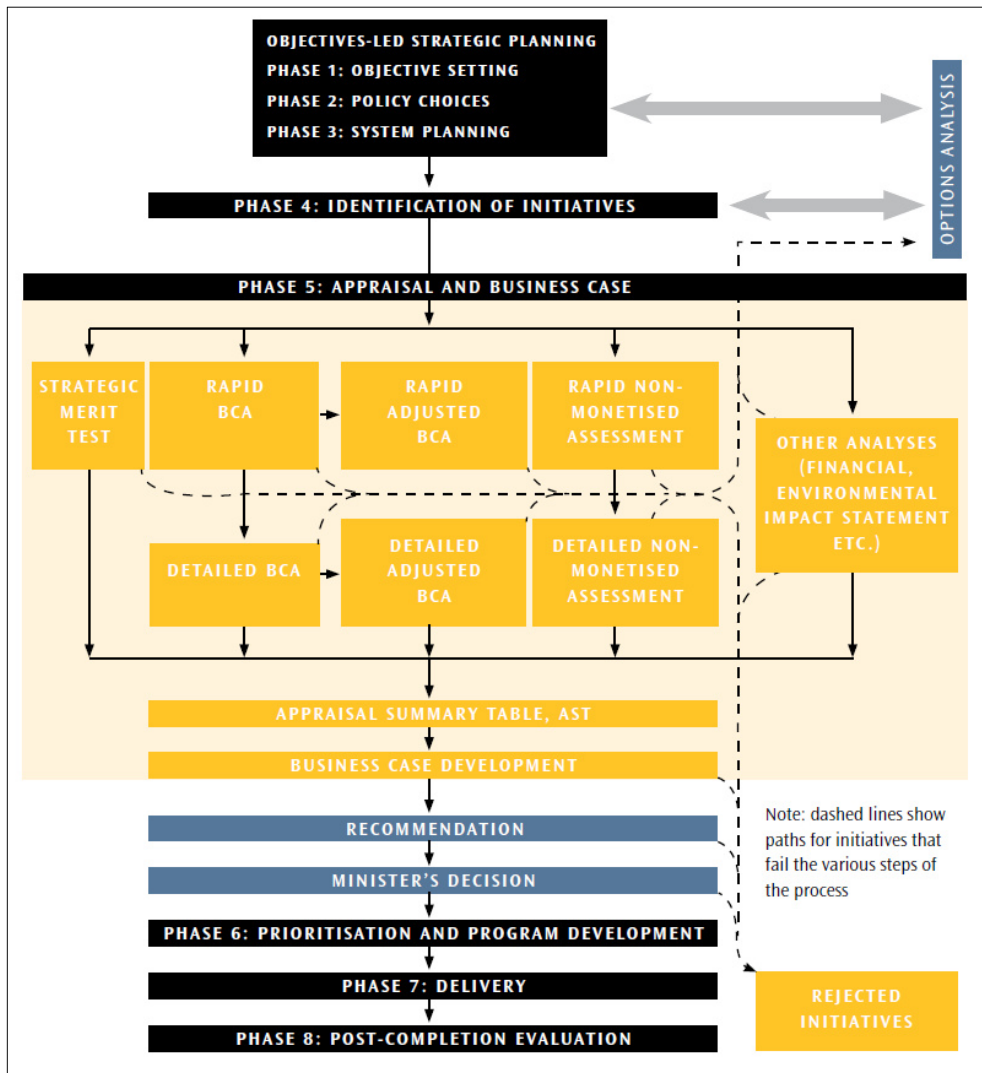 OBJECTIVES-LED STRATEGIC PLANNING
PHASE 1: OBJECTIVE SETTING
PHASE 2: POLICY CHOICES
PHASE 3: SYSTEM PLANNING
OPTIONS ANALYSIS
PHASE 4: IDENTIFICATION OF INITIATIVES
PHASE 5: APPRAISAL AND BUSINESS CASE
STRATEGIC
MERIT
TEST
RAPID
BCA
RAPID
ADJUSTED
BCA
RAPID NON-
MONETISED
ASSESSMENT
OTHER ANALYSES
(FINANCIAL,
ENVIRONMENTAL
IMPACT STATEMENT
ETC.)
DETAILED BCA
DETAILED
ADJUSTED
BCA
DETAILED NON-
MONETISED
ASSESSMENT
APPRAISAL SUMMARY TABLE, AST
BUSINESS CASE DEVELOPMENT
RECOMMENDATION
MINISTER'S DECISION
Note: dashed lines show
paths for initiatives that
fail the various steps of
the process
PHASE 6: PRIORITISATION AND PROGRAM DEVELOPMENT
PHASE 7: DELIVERY
PHASE 8: POST-COMPLETION EVALUATION
REJECTED
INITIATIVES